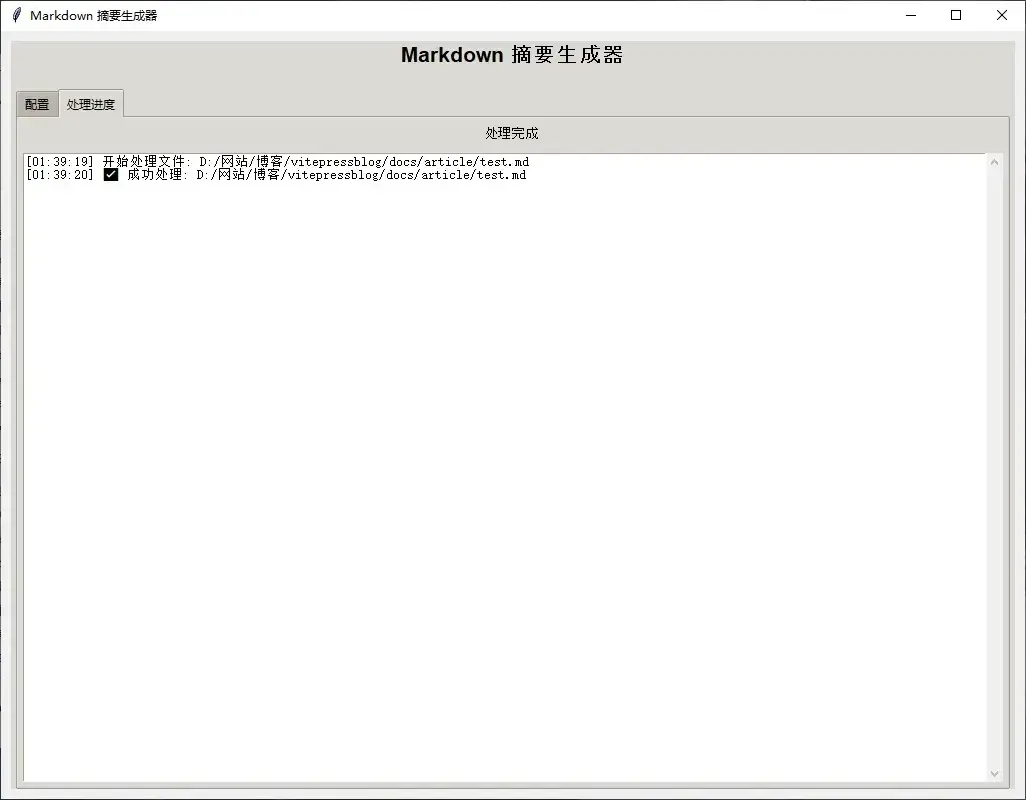 Markdown 摘要生成器
Markdown 摘要生成器
配置 处理进度
处理完成
[01:39:19] 开始处理文件: D:/网站/博客/vitepressblog/docs/article/test.md
[01:39:20] ✅ 成功处理: D:/网站/博客/vitepressblog/docs/article/test.md